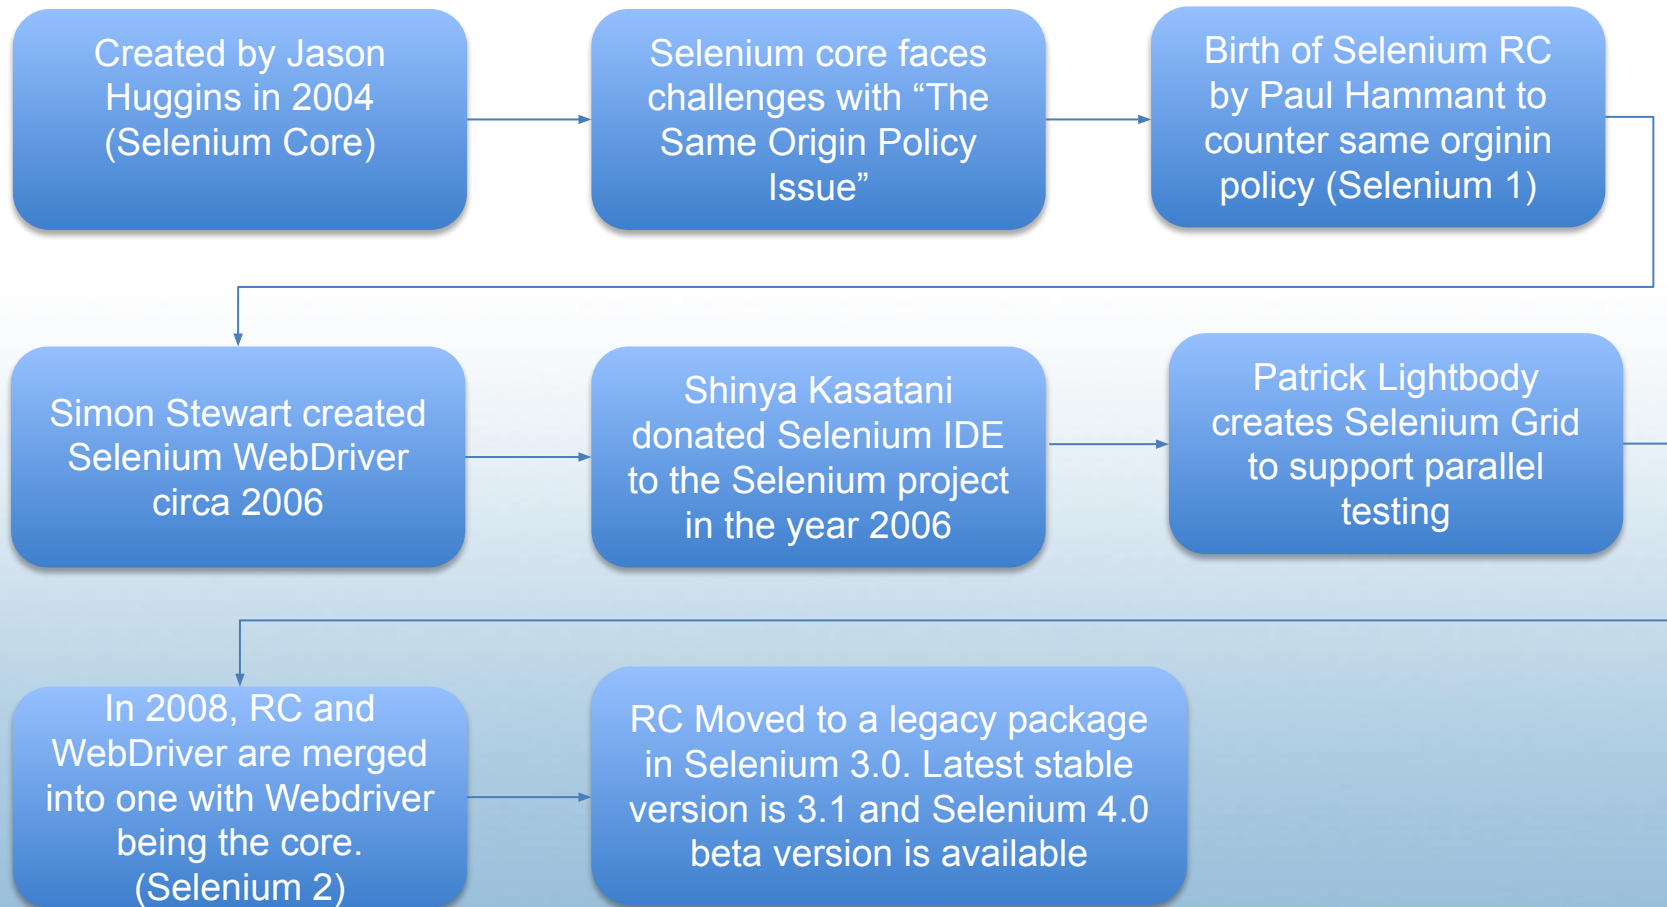 Created by Jason
Huggins in 2004
(Selenium Core)
Selenium core faces
challenges with “The
Same Origin Policy
Issue”
Birth of Selenium RC
by Paul Hammant to
counter same orginin
policy (Selenium 1)
Simon Stewart created
Selenium WebDriver
circa 2006
Shinya Kasatani
donated Selenium IDE
to the Selenium project
in the year 2006
Patrick Lightbody
creates Selenium Grid
to support parallel
testing
In 2008, RC and
WebDriver are merged
into one with Webdriver
being the core.
(Selenium 2)
RC Moved to a legacy package
in Selenium 3.0. Latest stable
version is 3.1 and Selenium 4.0
beta version is available